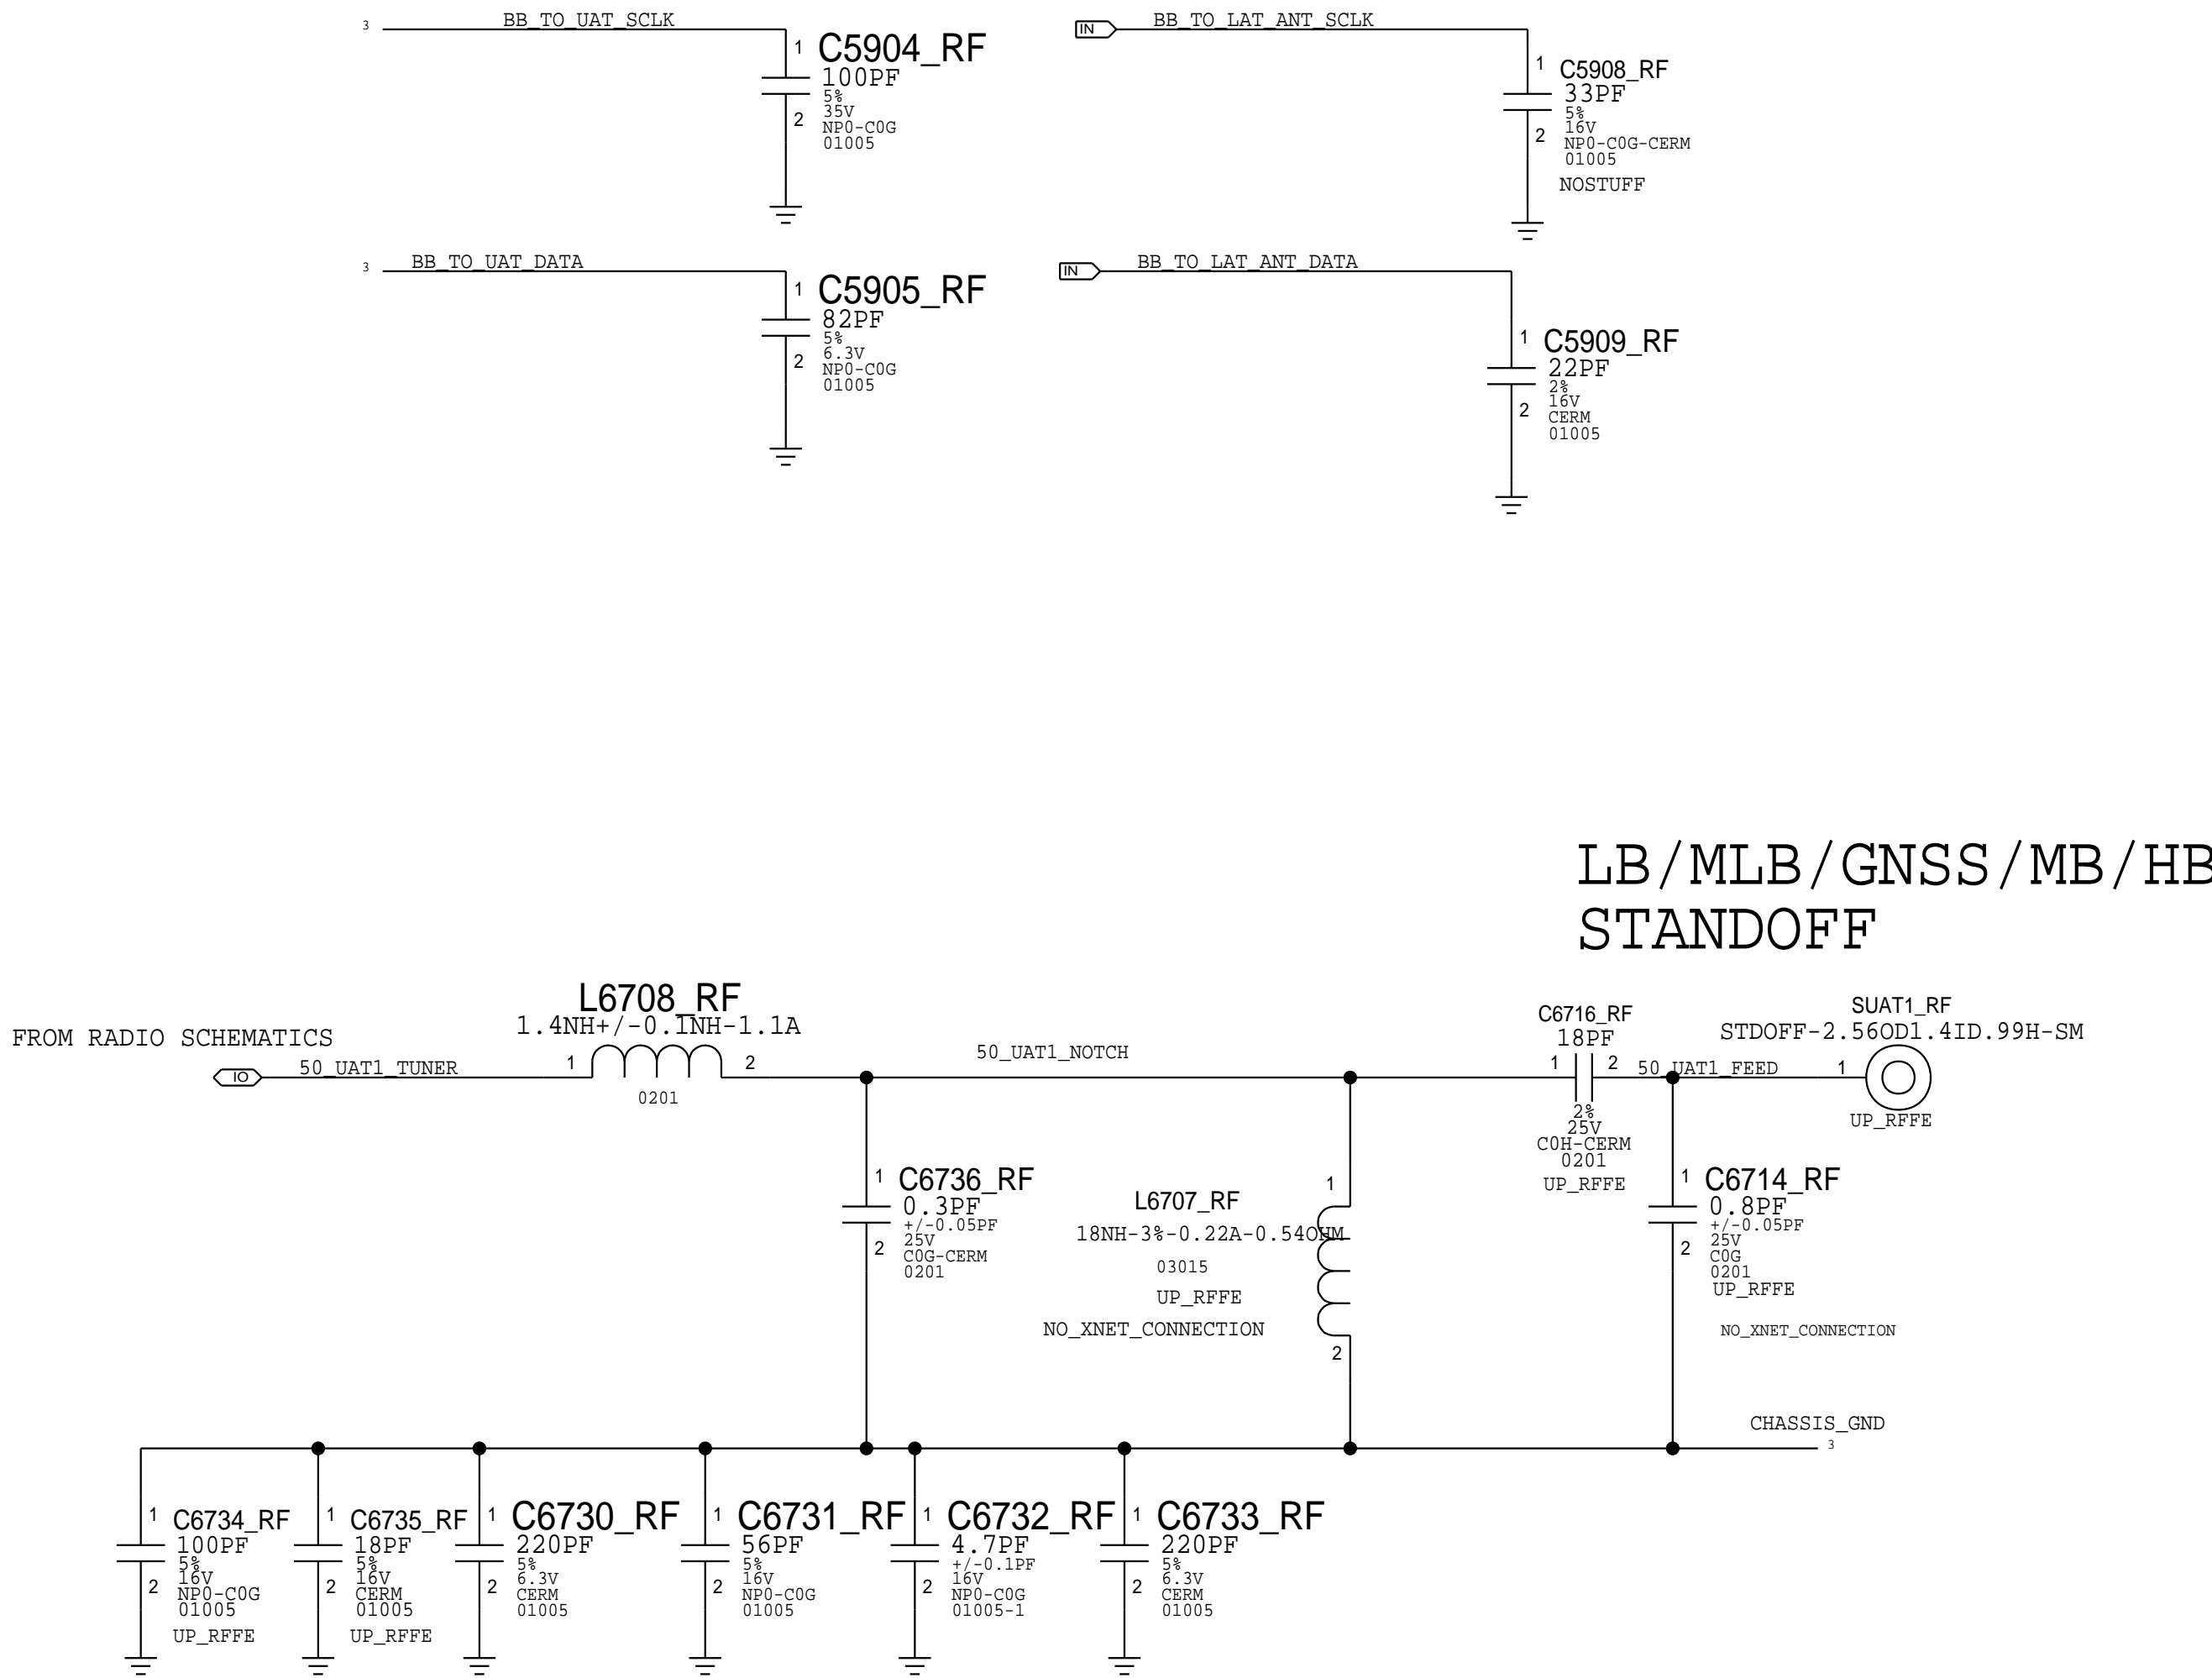 3
BB_TO_UAT_SCLK
1
C5904_RF
100PF
5%
35V
2
NP0-C0G
01005
IN
BB_TO_LAT_ANT_SCLK
1
C5908_RF
33PF
5%
16V
2
NP0-C0G-CERM
01005
NOSTUFF
3
BB_TO_UAT_DATA
1
C5905_RF
82PF
5%
6.3V
2
NP0-C0G
01005
IN
BB_TO_LAT_ANT_DATA
1
C5909_RF
22PF
2%
16V
2
CERM
01005
LB/MLB/GNSS/MB/HB
STANDOFF
FROM RADIO SCHEMATICS
IO
50_UAT1_TUNER
L6708_RF
1.4NH+/-0.1NH-1.1A
1
2
0201
50_UAT1_NOTCH
C6716_RF
18PF
1
2
2%
25V
C0H-CERM
0201
UP_RFFE
50_UAT1_FEED
SUAT1_RF
STDOFF-2.56OD1.4ID.99H-SM
1
UP_RFFE
1
C6736_RF
0.3PF
+/-0.05PF
25V
2
C0G-CERM
0201
L6707_RF
1
18NH-3%-0.22A-0.54OHM
03015
UP_RFFE
NO_XNET_CONNECTION
2
1
C6714_RF
0.8PF
+/-0.05PF
25V
2
C0G
0201
UP_RFFE
NO_XNET_CONNECTION
CHASSIS_GND
3
1
C6734_RF
100PF
5%
16V
2
NP0-C0G
01005
UP_RFFE
1
C6735_RF
18PF
5%
16V
2
CERM
01005
UP_RFFE
1
C6730_RF
220PF
5%
6.3V
2
CERM
01005
1
C6731_RF
56PF
5%
16V
2
NP0-C0G
01005
1
C6732_RF
4.7PF
+/-0.1PF
16V
2
NP0-C0G
01005-1
1
C6733_RF
220PF
5%
6.3V
2
CERM
01005